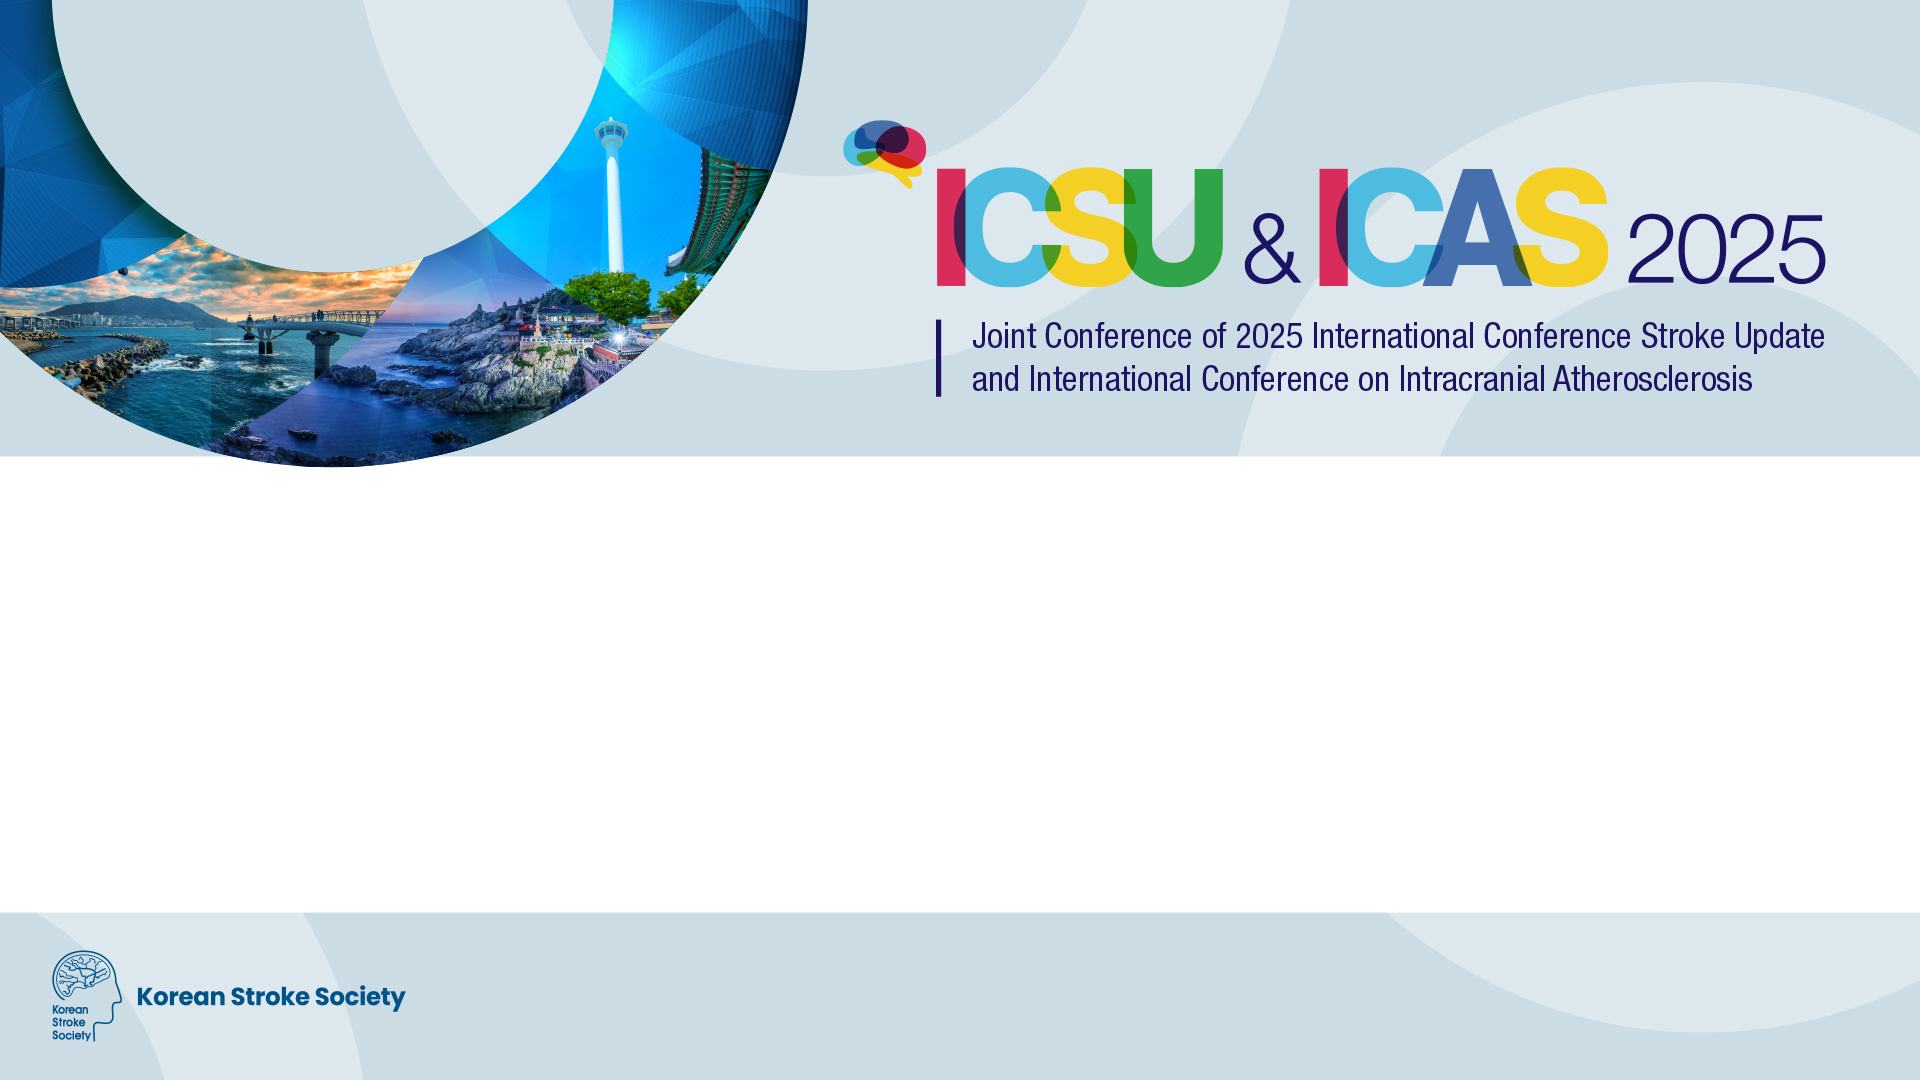 ICSU & ICAS 2025
Joint Conference of 2025 International Conference Stroke Update
and International Conference on Intracranial Atherosclerosis
Korean
Stroke
Society
Korean Stroke Society